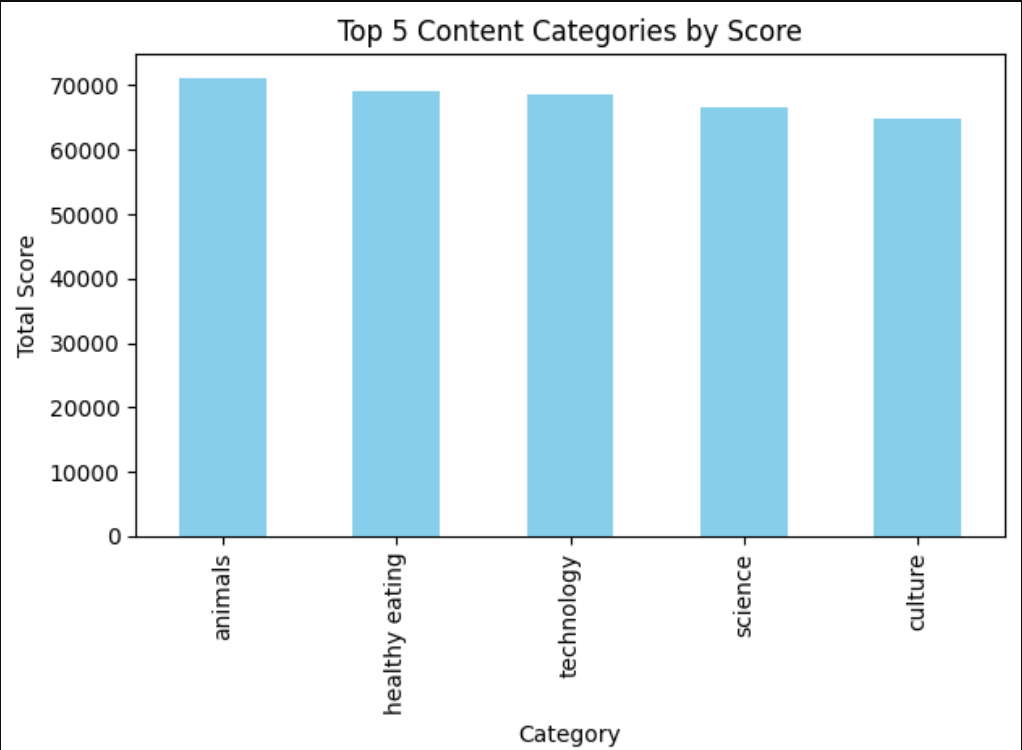 Top 5 Content Categories by Score
Total Score
70000
60000
50000
40000
30000
20000
10000
0
animals
healthy eating
technology
science
culture
Category